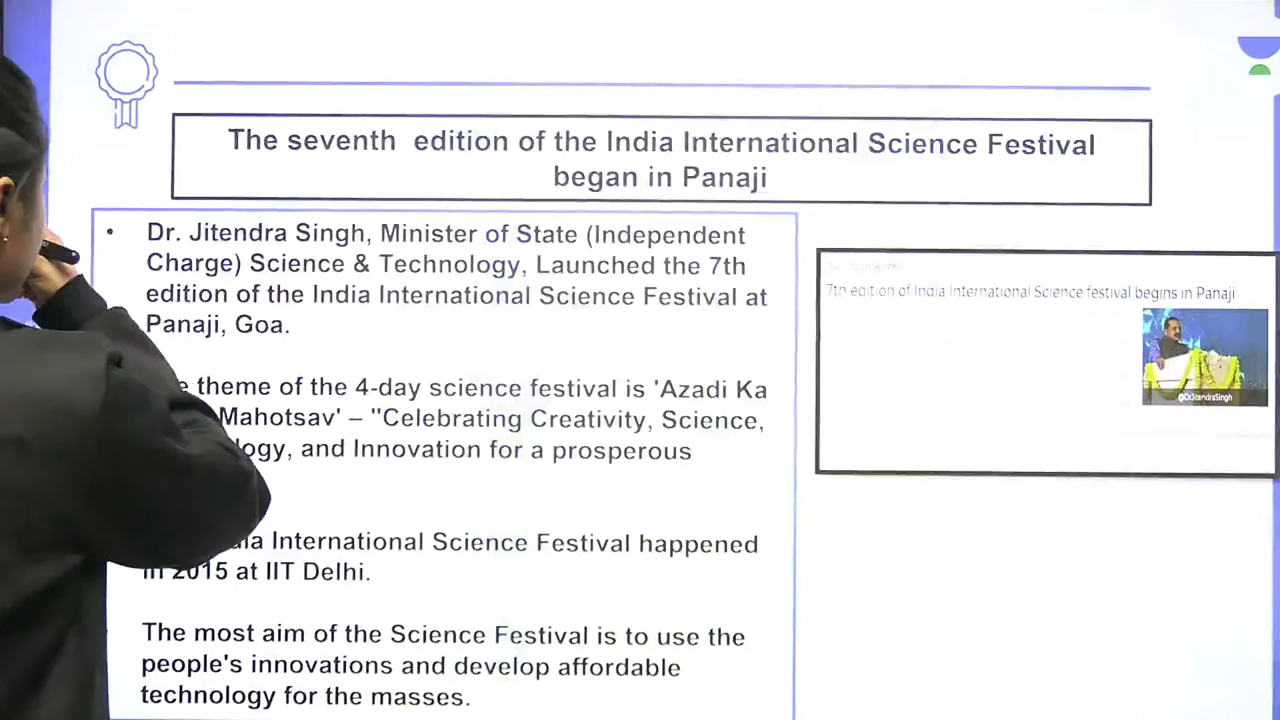 The seventh edition of the India International Science Festival
began in Panaji
• Dr. Jitendra Singh, Minister of State (Independent
Charge) Science & Technology, Launched the 7th
edition of the India International Science Festival at
Panaji, Goa.
theme of the 4-day science festival is 'Azadi Ka
Mahotsav' – "Celebrating Creativity, Science,
and Innovation for a prosperous
International Science Festival happened
in 2015 at IIT Delhi.
The most aim of the Science Festival is to use the
people's innovations and develop affordable
technology for the masses.
7th edition of India International Science festival begins in Panaji
@DrJitendraSingh